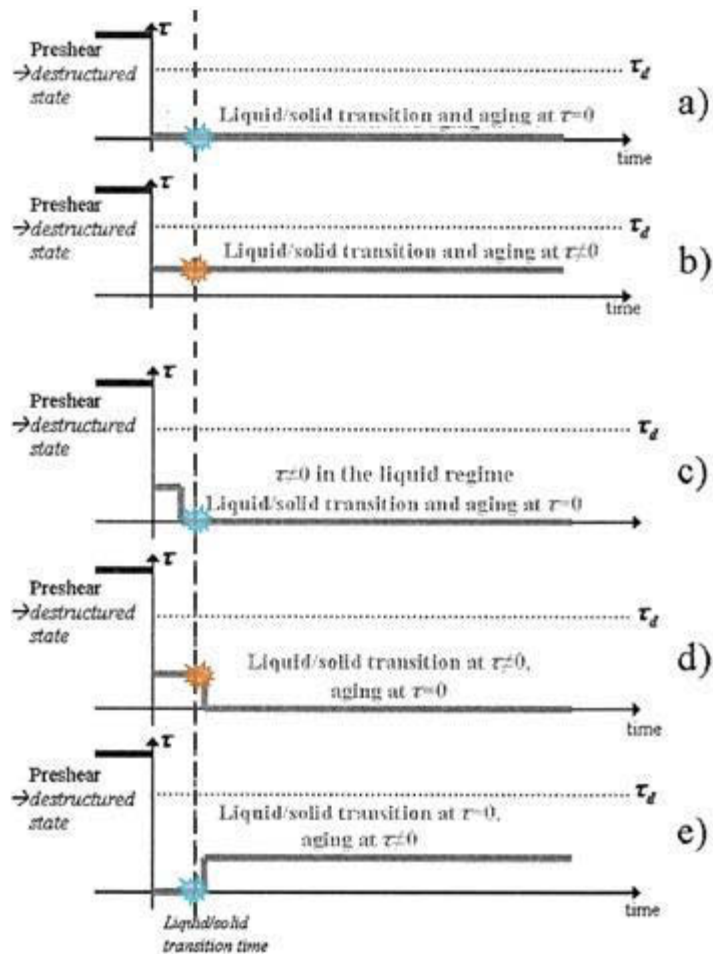 τ
Preshear
→destructured
state
τd
Liquid/solid transition and aging at τ=0
time
a)
τ
Preshear
→destructured
state
τd
Liquid/solid transition and aging at τ≠0
time
b)
τ
Preshear
→destructured
state
τd
τ≠0 in the liquid regime
Liquid/solid transition and aging at τ=0
time
c)
τ
Preshear
→destructured
state
τd
Liquid/solid transition at τ≠0,
aging at τ=0
time
d)
τ
Preshear
→destructured
state
τd
Liquid/solid transition at τ=0,
aging at τ≠0
time
e)
Liquid/solid
transition time